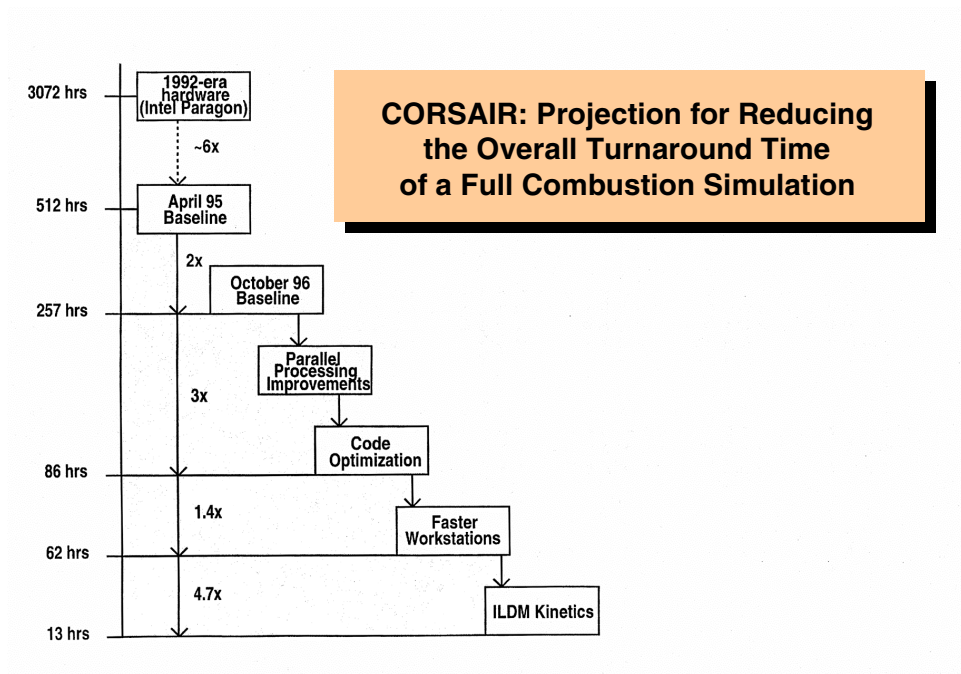 3072 hrs
1992-era
hardware
(Intel Paragon)
CORSAIR: Projection for Reducing
the Overall Turnaround Time
of a Full Combustion Simulation
~6x
512 hrs
April 95
Baseline
2x
October 96
Baseline
257 hrs
Parallel
Processing
Improvements
3x
Code
Optimization
86 hrs
1.4x
Faster
Workstations
62 hrs
4.7x
ILDM Kinetics
13 hrs